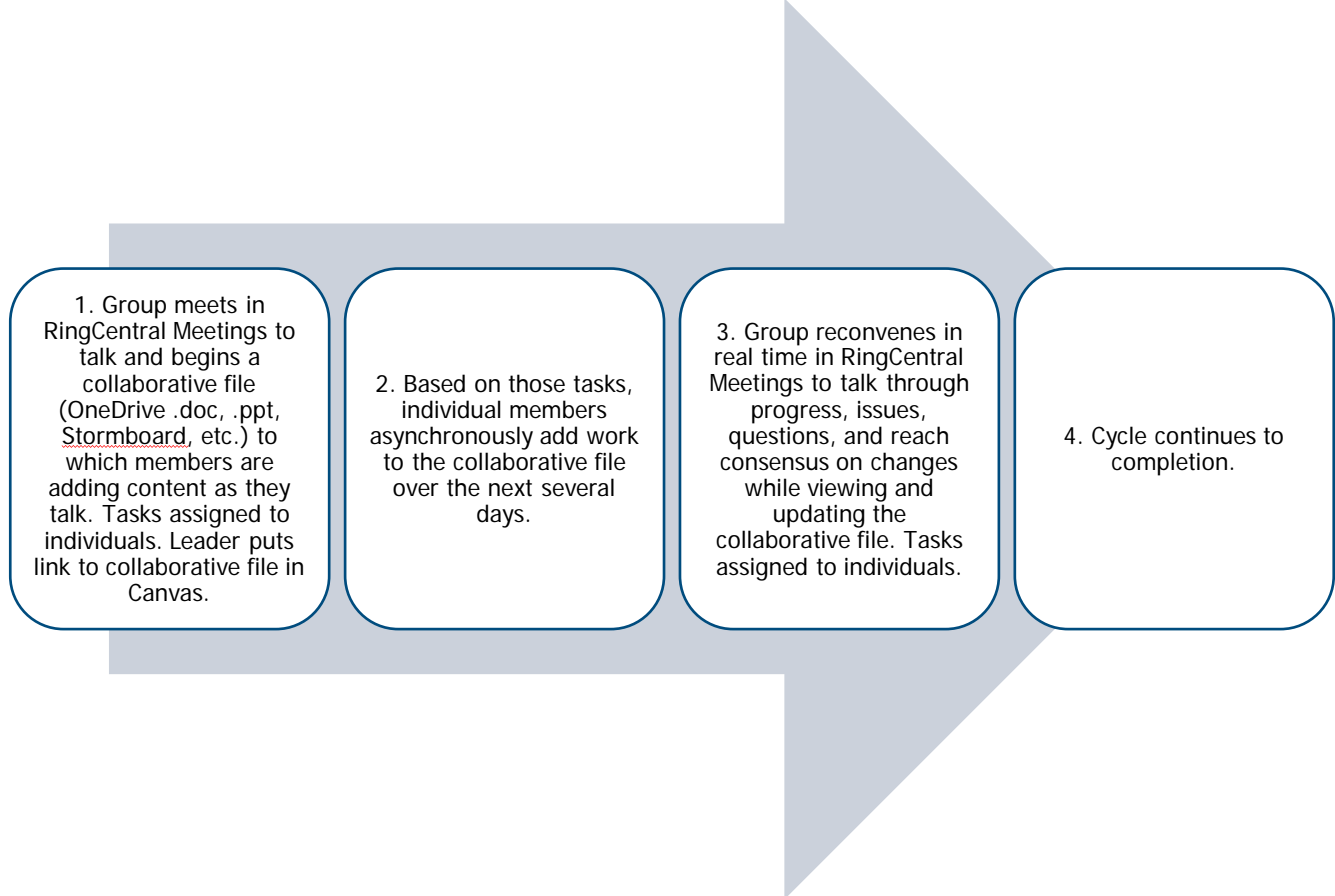 1. Group meets in
RingCentral Meetings to
talk and begins a
collaborative file
(OneDrive .doc, .ppt,
Stormboard, etc.) to
which members are
adding content as they
talk. Tasks assigned to
individuals. Leader puts
link to collaborative file in
Canvas.
2. Based on those tasks,
individual members
asynchronously add work
to the collaborative file
over the next several
days.
3. Group reconvenes in
real time in RingCentral
Meetings to talk through
progress, issues,
questions, and reach
consensus on changes
while viewing and
updating the
collaborative file. Tasks
assigned to individuals.
4. Cycle continues to
completion.